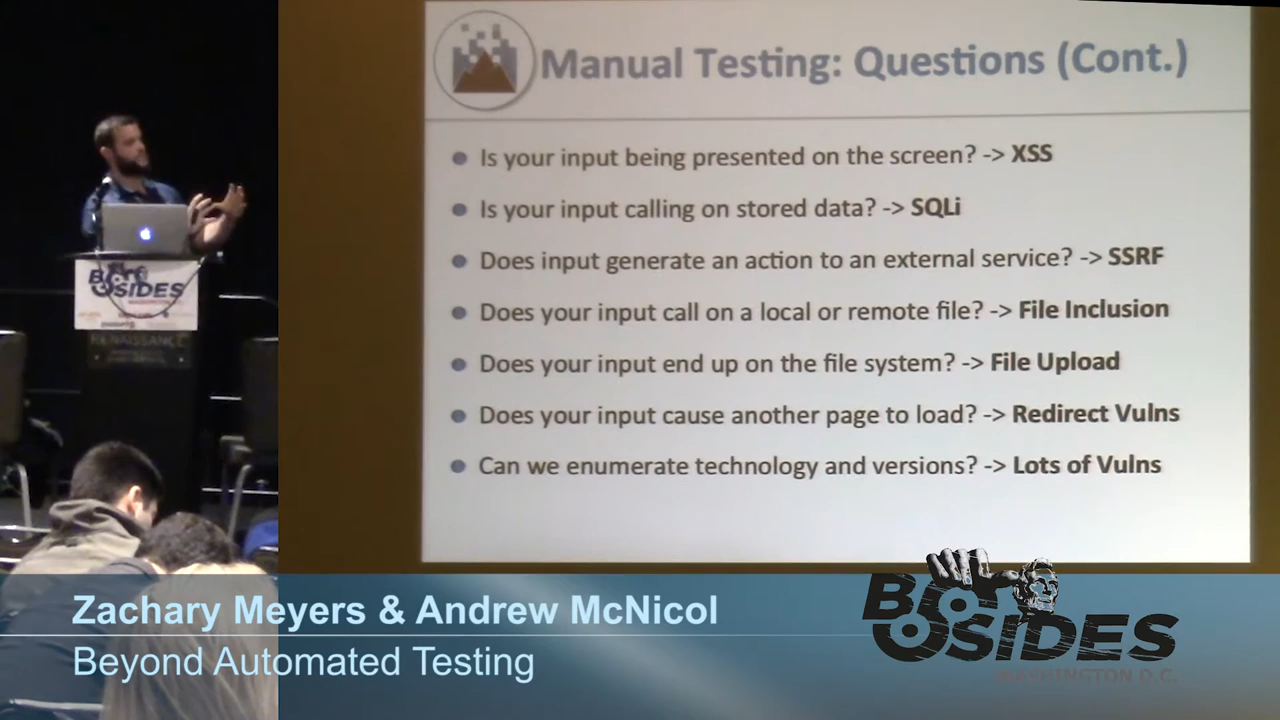 Manual Testing: Questions (Cont.)
Is your input being presented on the screen? -> XSS
Is your input calling on stored data? -> SQLi
Does input generate an action to an external service? -> SSRF
Does your input call on a local or remote file? -> File Inclusion
Does your input end up on the file system? -> File Upload
Does your input cause another page to load? -> Redirect Vulns
Can we enumerate technology and versions? -> Lots of Vulns
BSIDES
RENAISSANCE
Zachary Meyers & Andrew McNicol
Beyond Automated Testing
BSIDES
WASHINGTON D.C.